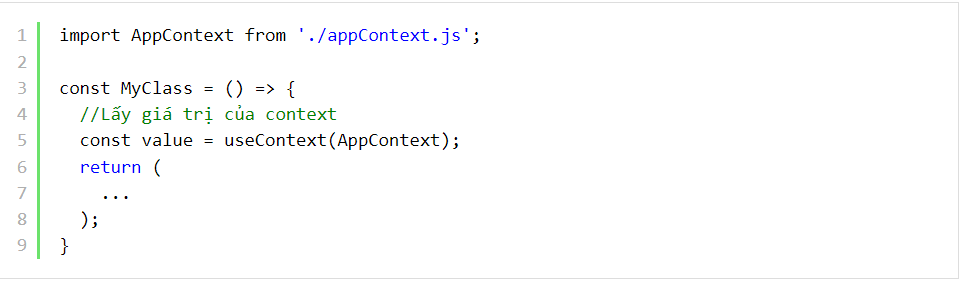 1 import AppContext from './appContext.js';
2
3 const MyClass = () => {
4 //Lấy giá trị của context
5 const value = useContext(AppContext);
6 return (
7 ...
8 );
9 }